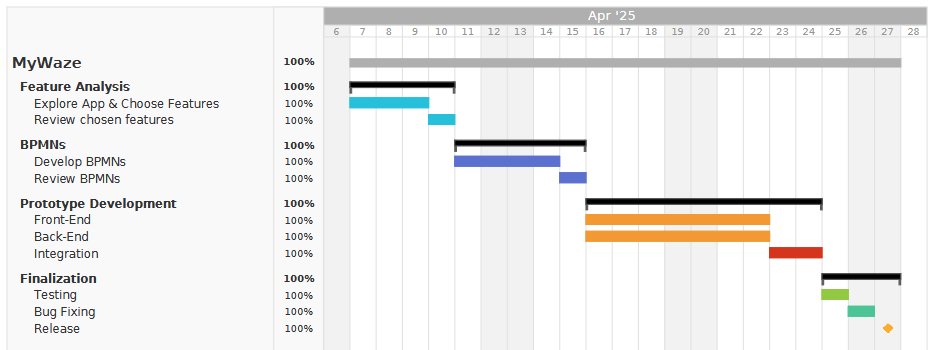 Apr '25
6 7 8 9 10 11 12 13 14 15 16 17 18 19 20 21 22 23 24 25 26 27 28
MyWaze 100%
Feature Analysis 100%
Explore App & Choose Features 100%
Review chosen features 100%
BPMNs 100%
Develop BPMNs 100%
Review BPMNs 100%
Prototype Development 100%
Front-End 100%
Back-End 100%
Integration 100%
Finalization 100%
Testing 100%
Bug Fixing 100%
Release 100%